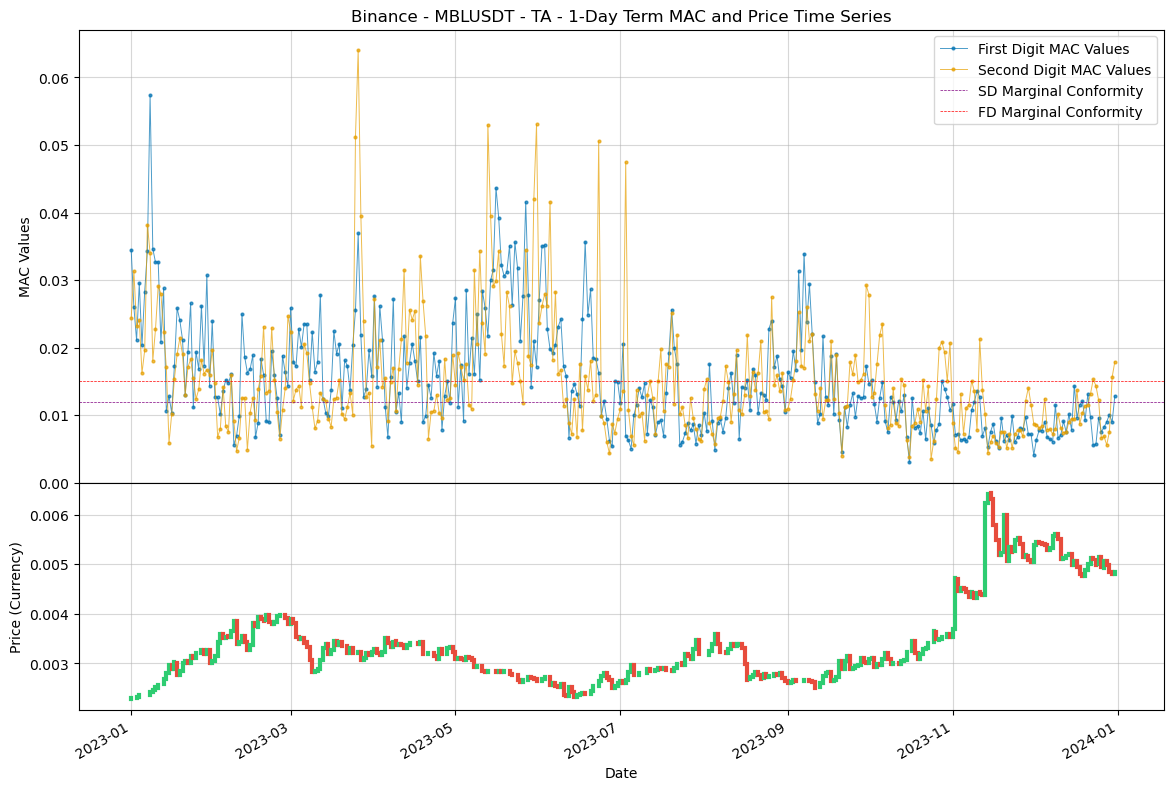 Binance - MBLUSDT - TA - 1-Day Term MAC and Price Time Series
First Digit MAC Values
Second Digit MAC Values
SD Marginal Conformity
FD Marginal Conformity
0.06
0.05
0.04
0.03
0.02
0.01
0.00
MAC Values
0.006
0.005
0.004
0.003
Price (Currency)
2023-01
2023-03
2023-05
2023-07
2023-09
2023-11
2024-01
Date